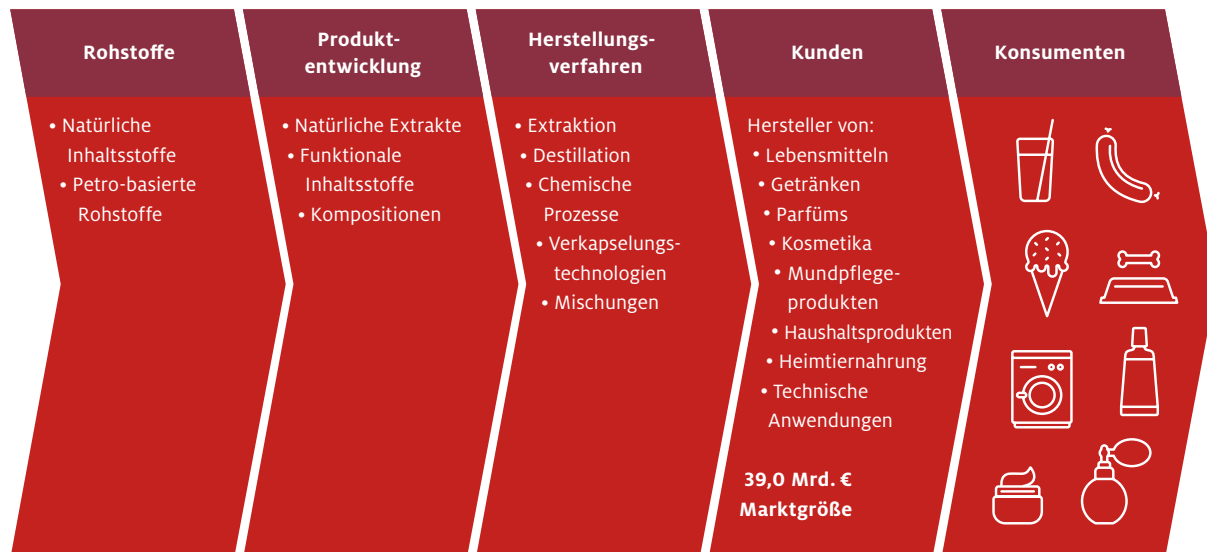 Rohstoffe
• Natürliche
Inhaltsstoffe
• Petro-basierte
Rohstoffe
Produkt-
entwicklung
• Natürliche Extrakte
• Funktionale
Inhaltsstoffe
• Kompositionen
Herstellungs-
verfahren
• Extraktion
• Destillation
• Chemische
Prozesse
• Verkapselungs-
technologien
• Mischungen
Kunden
Hersteller von:
• Lebensmitteln
• Getränken
• Parfüms
• Kosmetika
• Mundpflege-
produkten
• Haushaltsprodukten
• Heimtiernahrung
• Technische
Anwendungen
39,0 Mrd. €
Marktgröße
Konsumenten